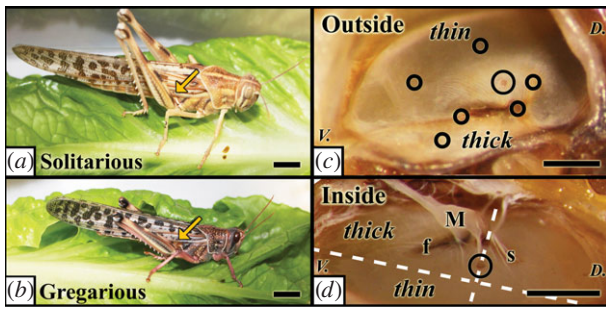 (a) Solitarious
(b) Gregarious
Outside
thin
D.
V.
thick
(c)
Inside
M
thick
f
s
V.
D.
thin
(d)